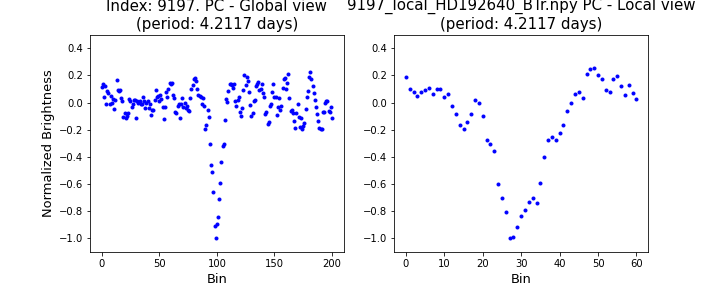 Index: 9197. PC - Global view
(period: 4.2117 days)
9197_local_HD192640_BTr.npy PC - Local view
(period: 4.2117 days)
Normalized Brightness
0.4
0.2
0.0
−0.2
−0.4
−0.6
−0.8
−1.0
0 50 100 150 200
Bin
0.4
0.2
0.0
−0.2
−0.4
−0.6
−0.8
−1.0
0 10 20 30 40 50 60
Bin